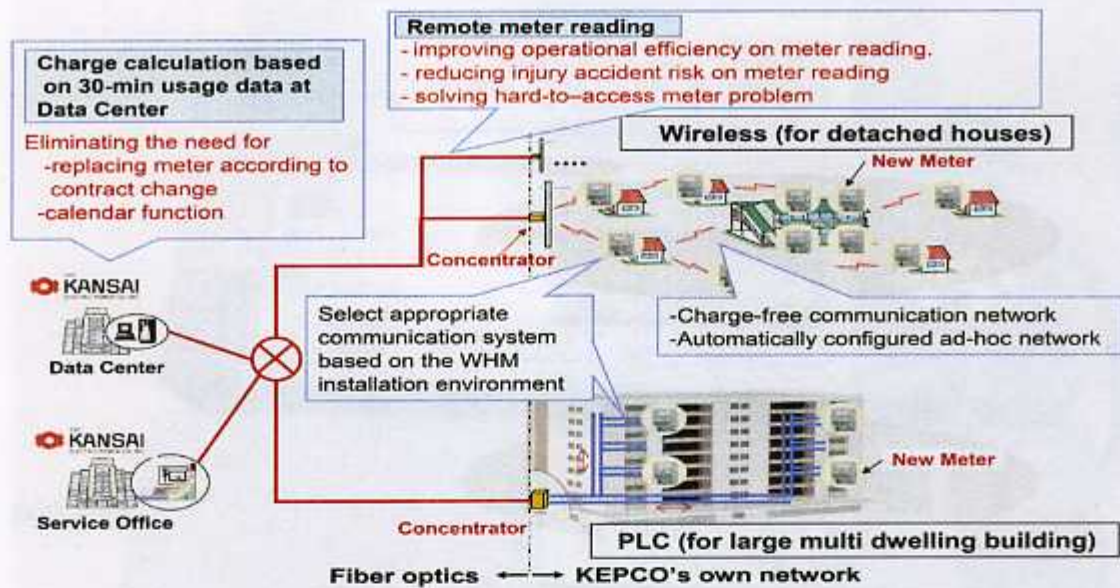 Remote meter reading
- improving operational efficiency on meter reading.
- reducing injury accident risk on meter reading
- solving hard-to–access meter problem
Charge calculation based
on 30-min usage data at
Data Center
Eliminating the need for
-replacing meter according to
contract change
-calendar function
Wireless (for detached houses)
New Meter
....
Concentrator
KANSAI
Data Center
Select appropriate
communication system
based on the WHM
installation environment
-Charge-free communication network
-Automatically configured ad-hoc network
KANSAI
Service Office
New Meter
Concentrator
PLC (for large multi dwelling building)
Fiber optics ←→ KEPCO's own network